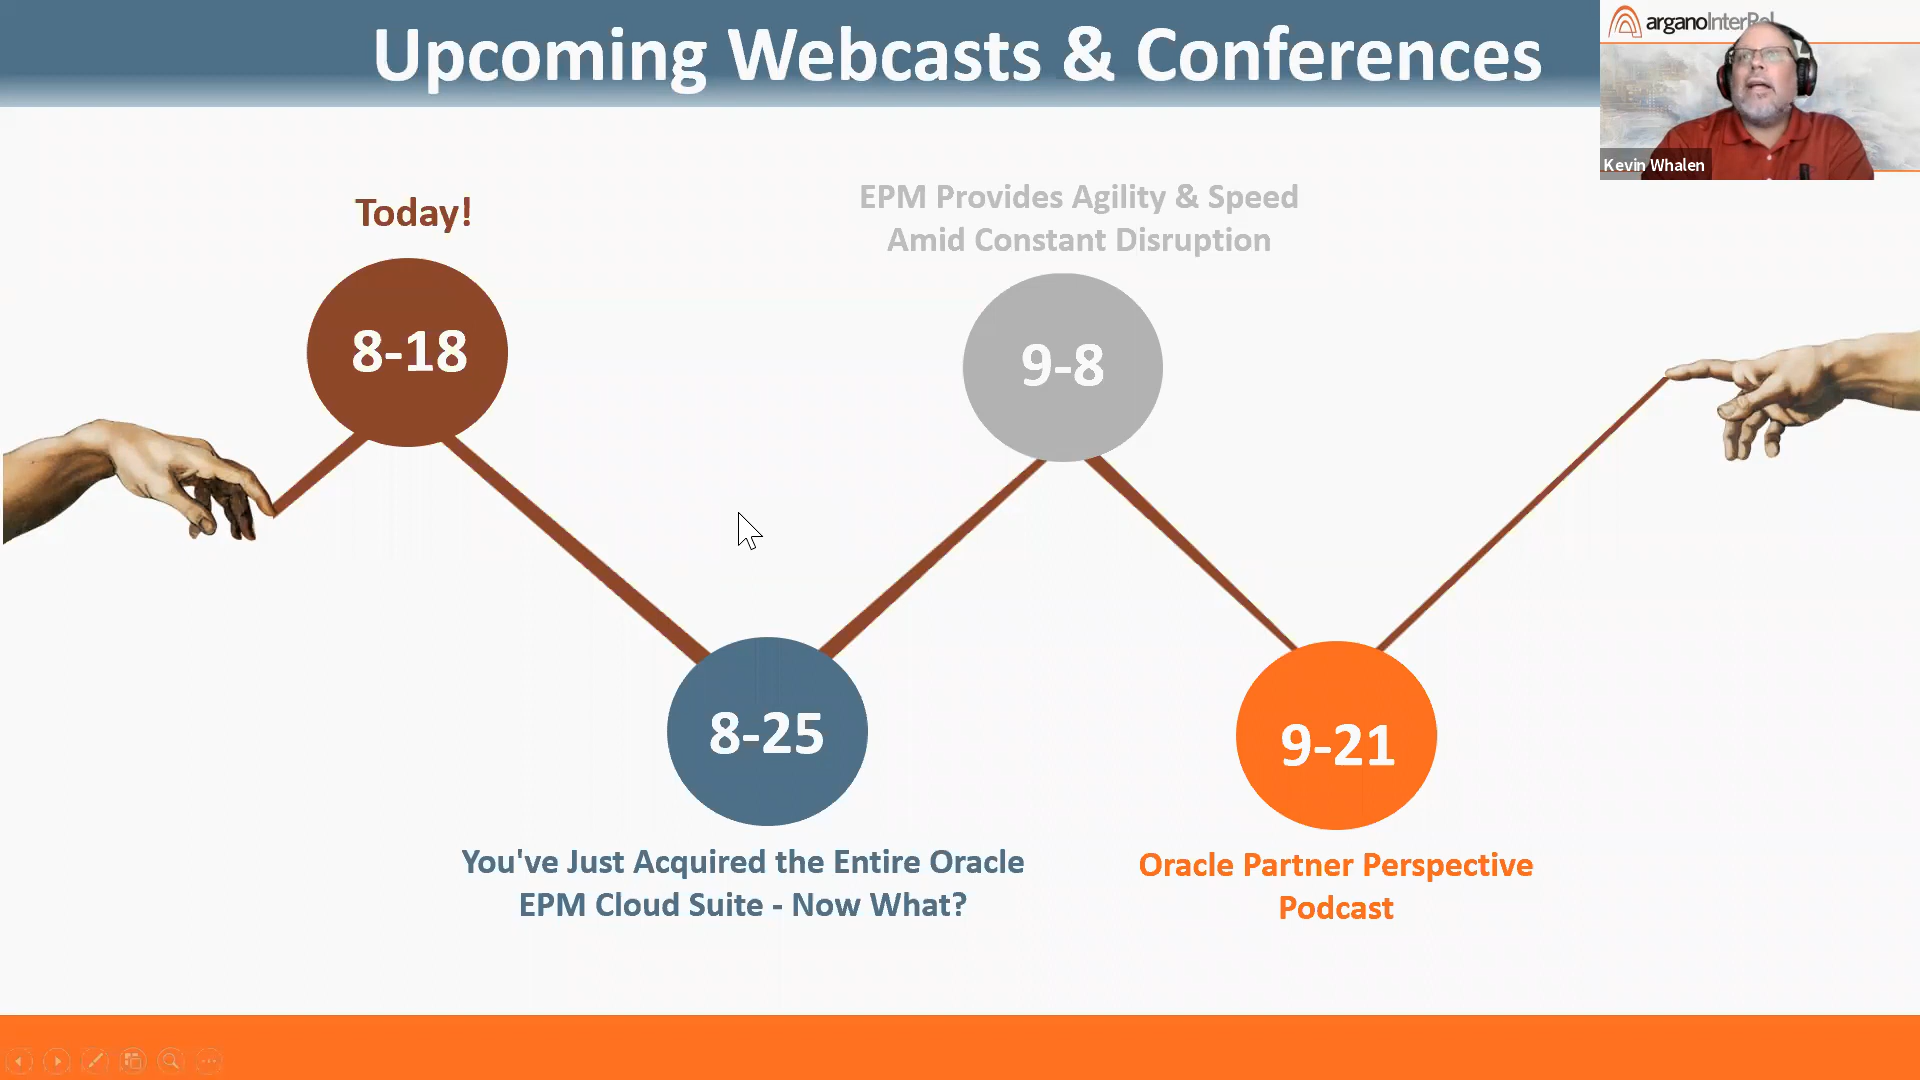 Upcoming Webcasts & Conferences
arganoInterRel
Kevin Whalen
Today!
8-18
EPM Provides Agility & Speed
Amid Constant Disruption
9-8
8-25
You've Just Acquired the Entire Oracle
EPM Cloud Suite - Now What?
9-21
Oracle Partner Perspective
Podcast